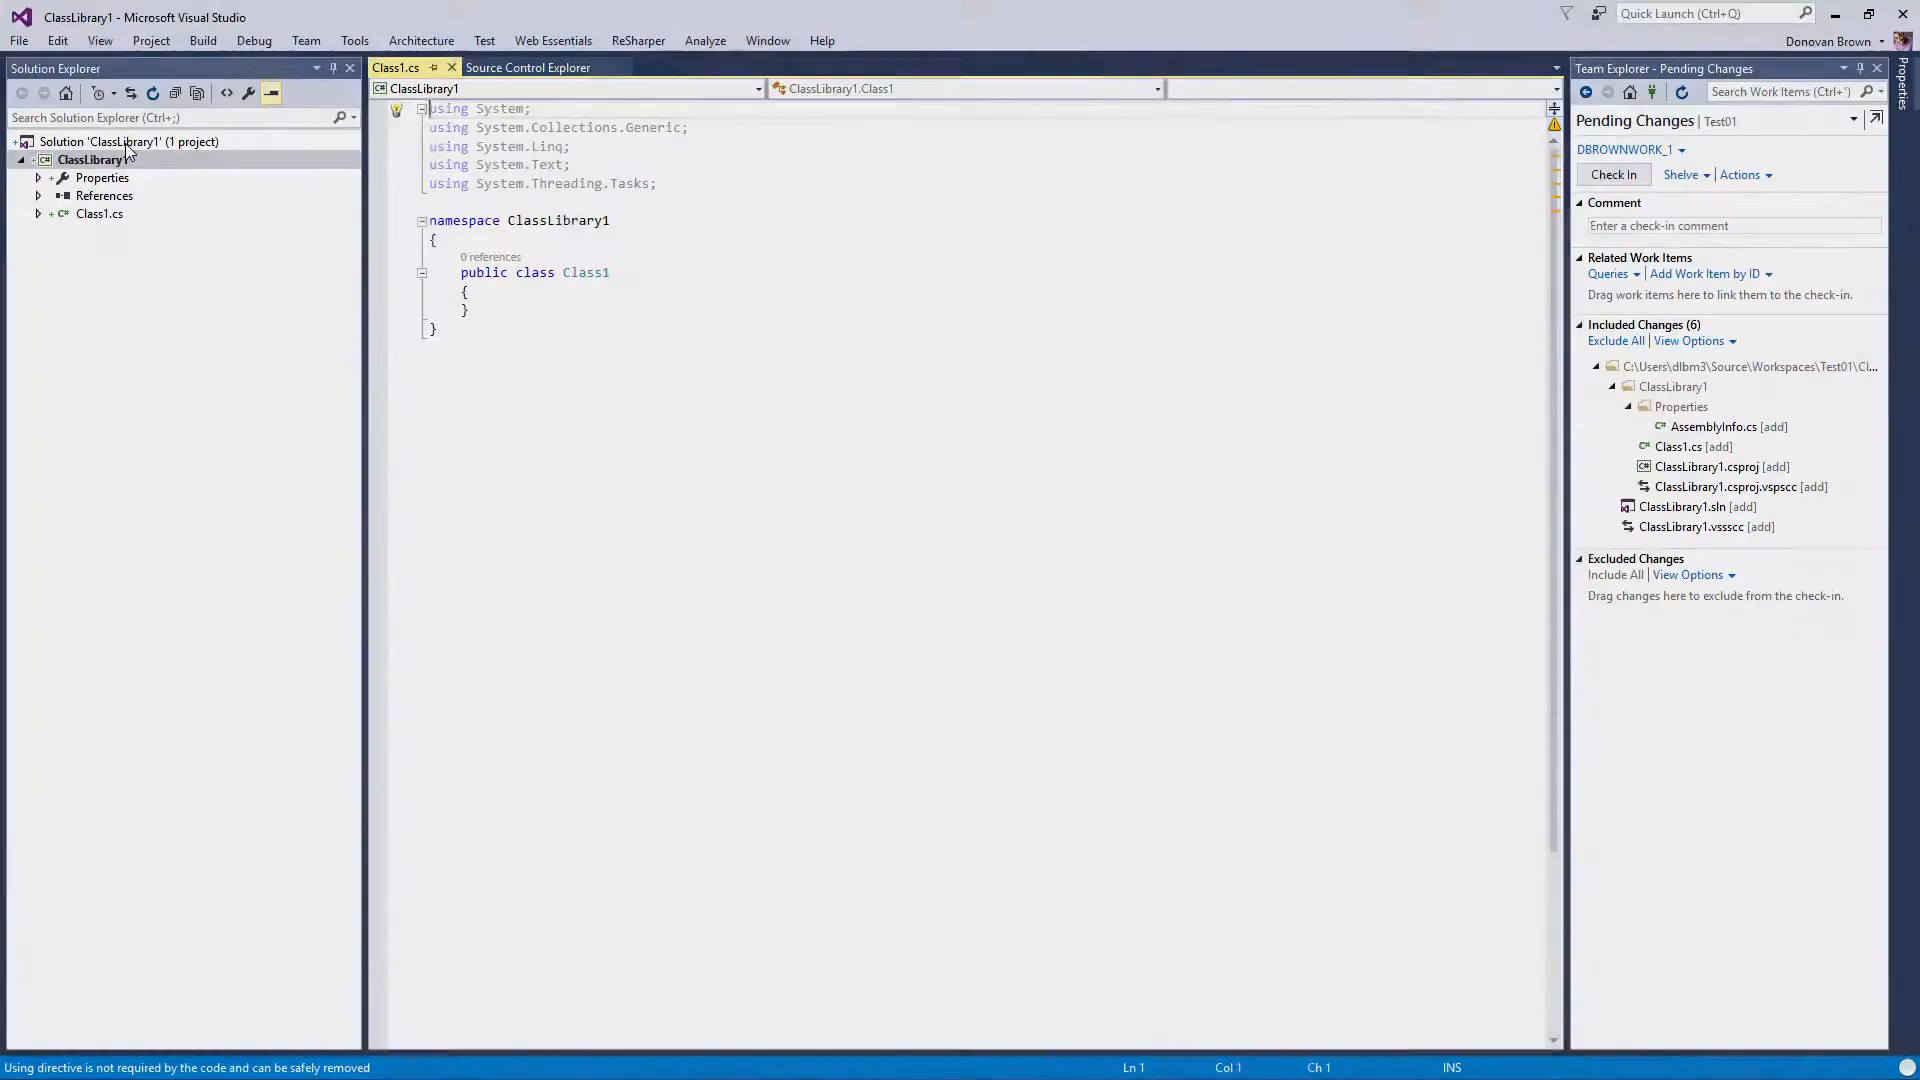 ClassLibrary1 - Microsoft Visual Studio
Quick Launch (Ctrl+Q)
File Edit View Project Build Debug Team Tools Architecture Test Web Essentials ReSharper Analyze Window Help
Donovan Brown
Solution Explorer
Search Solution Explorer (Ctrl+;)
Solution 'ClassLibrary1' (1 project)
ClassLibrary1
Properties
References
Class1.cs
Class1.cs
Source Control Explorer
ClassLibrary1
ClassLibrary1.Class1
using System;
using System.Collections.Generic;
using System.Linq;
using System.Text;
using System.Threading.Tasks;
namespace ClassLibrary1
{
0 references
public class Class1
{
}
}
Team Explorer - Pending Changes
Search Work Items (Ctrl+')
Pending Changes | Test01
DBROWNWORK_1
Check In Shelve Actions
Comment
Enter a check-in comment
Related Work Items
Queries | Add Work Item by ID
Drag work items here to link them to the check-in.
Included Changes (6)
Exclude All | View Options
C:\Users\dlbm3\Source\Workspaces\Test01\Cl...
ClassLibrary1
Properties
AssemblyInfo.cs [add]
Class1.cs [add]
ClassLibrary1.csproj [add]
ClassLibrary1.csproj.vspscc [add]
ClassLibrary1.sln [add]
ClassLibrary1.vssscc [add]
Excluded Changes
Include All | View Options
Drag changes here to exclude from the check-in.
Properties
Using directive is not required by the code and can be safely removed
Ln 1 Col 1 Ch 1 INS